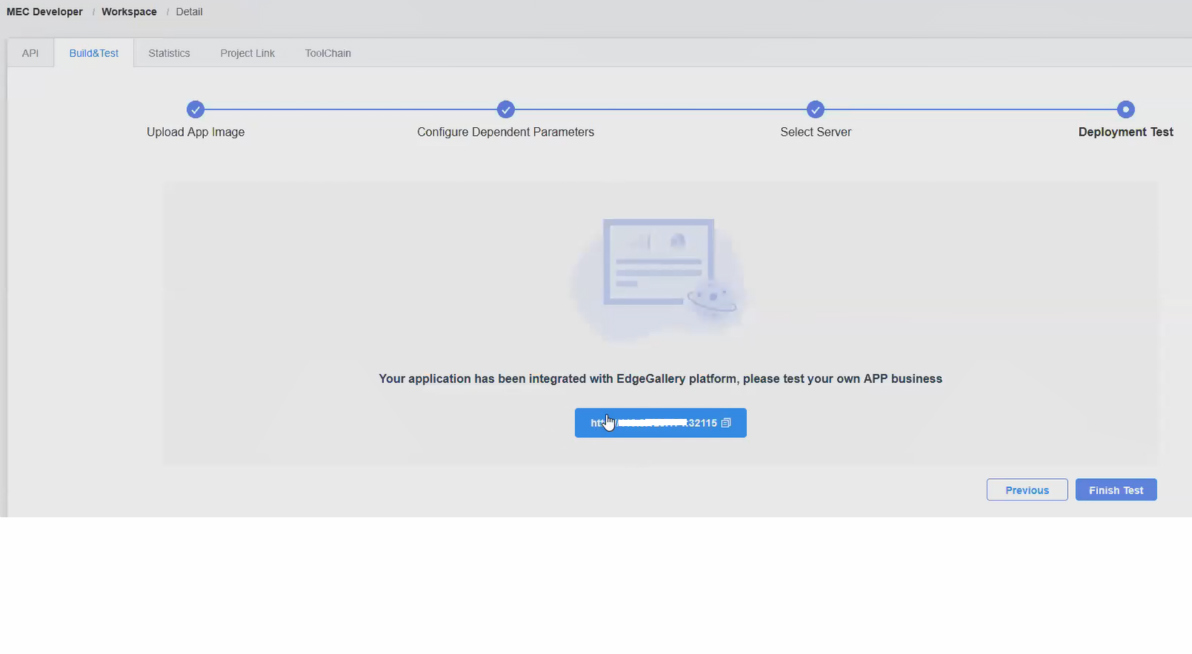 MEC Developer / Workspace / Detail
API Build&Test Statistics Project Link ToolChain
Upload App Image Configure Dependent Parameters Select Server Deployment Test
Your application has been integrated with EdgeGallery platform, please test your own APP business
32115
Previous Finish Test